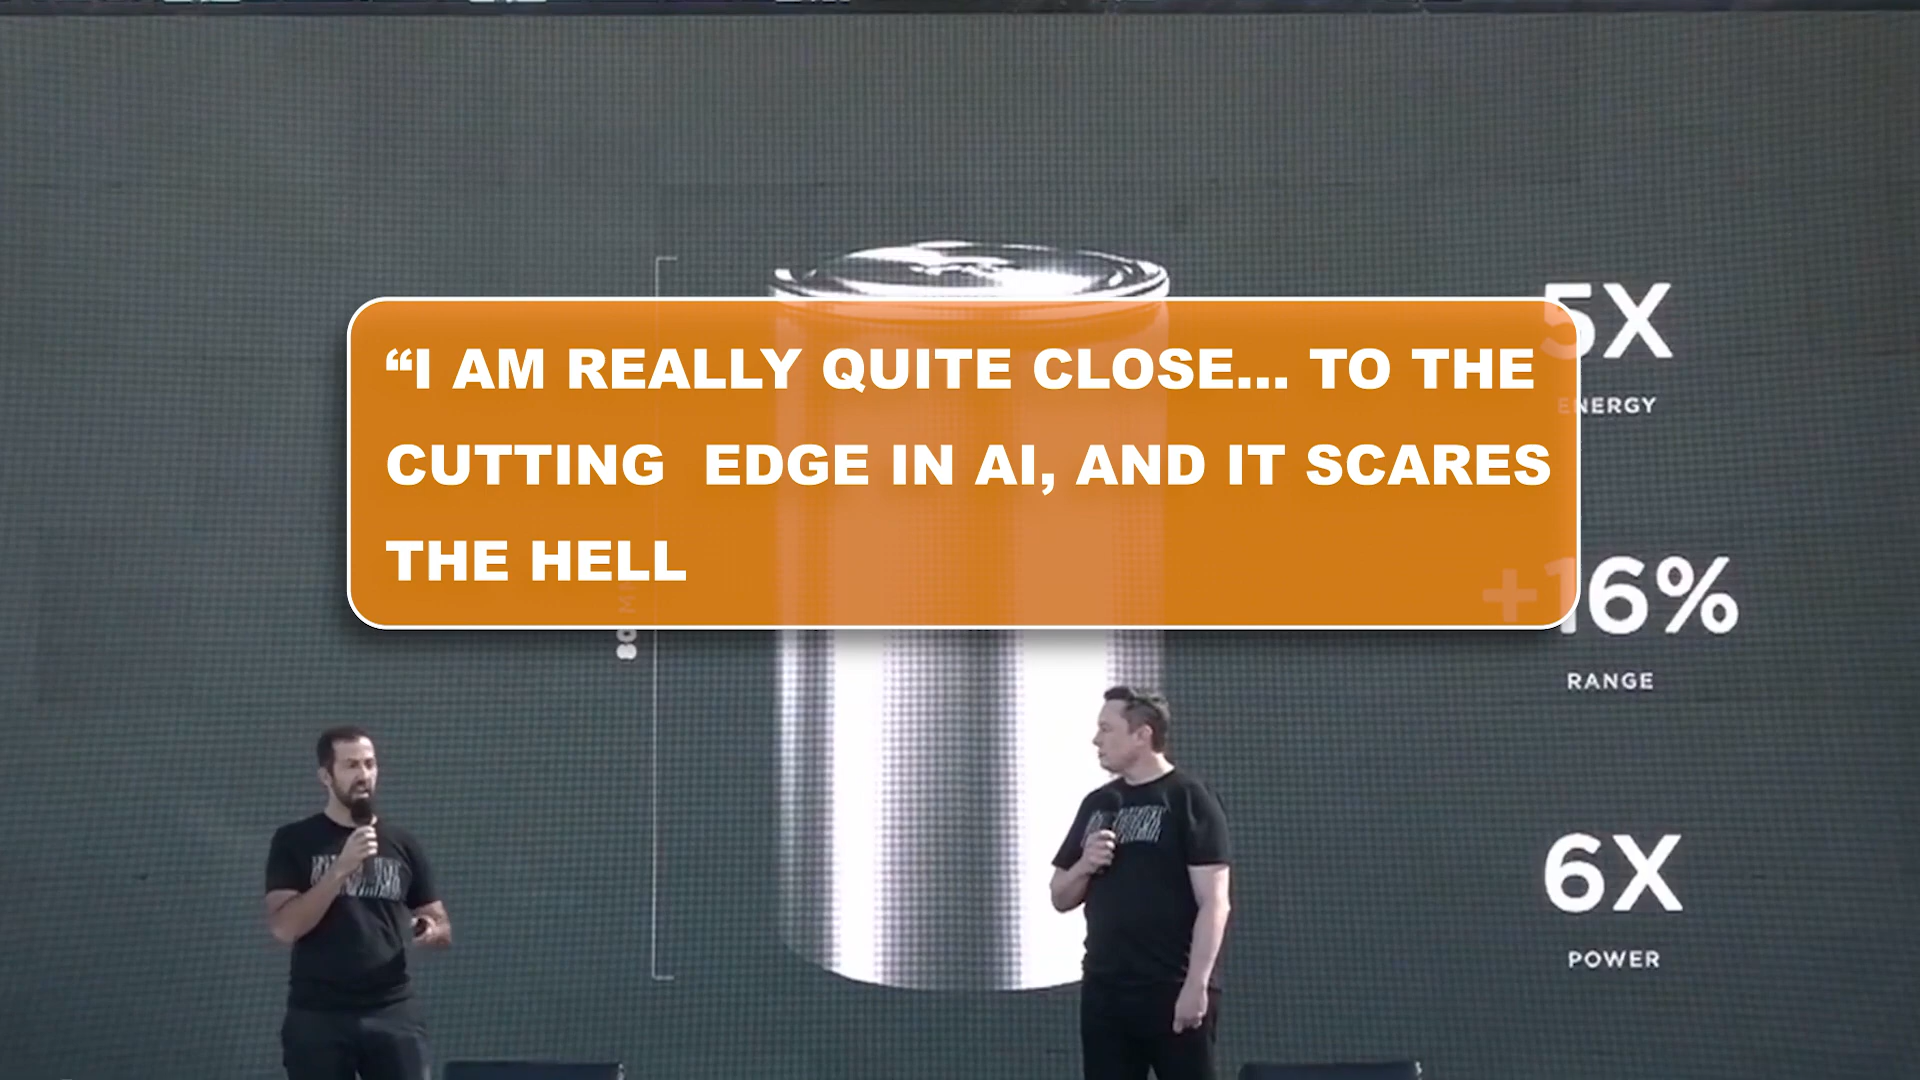 “I AM REALLY QUITE CLOSE... TO THE
CUTTING  EDGE IN AI, AND IT SCARES
THE HELL
5X
ENERGY
+16%
RANGE
6X
POWER